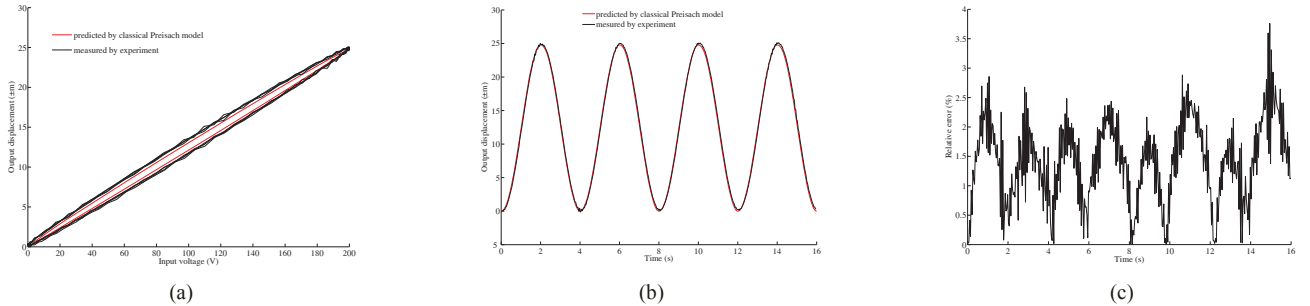 30
25
20
15
10
5
0
Output displacement (±m)
predicted by classical Preisach model
measured by experiment
0 20 40 60 80 100 120 140 160 180 200
Input voltage (V)
(a)
30
25
20
15
10
5
0
5
Output displacement (±m)
predicted by classical Preisach model
mesured by experiment
0 2 4 6 8 10 12 14 16
Time (s)
(b)
4
3.5
3
2.5
2
1.5
1
0.5
0
Relative error (%)
0 2 4 6 8 10 12 14 16
Time (s)
(c)